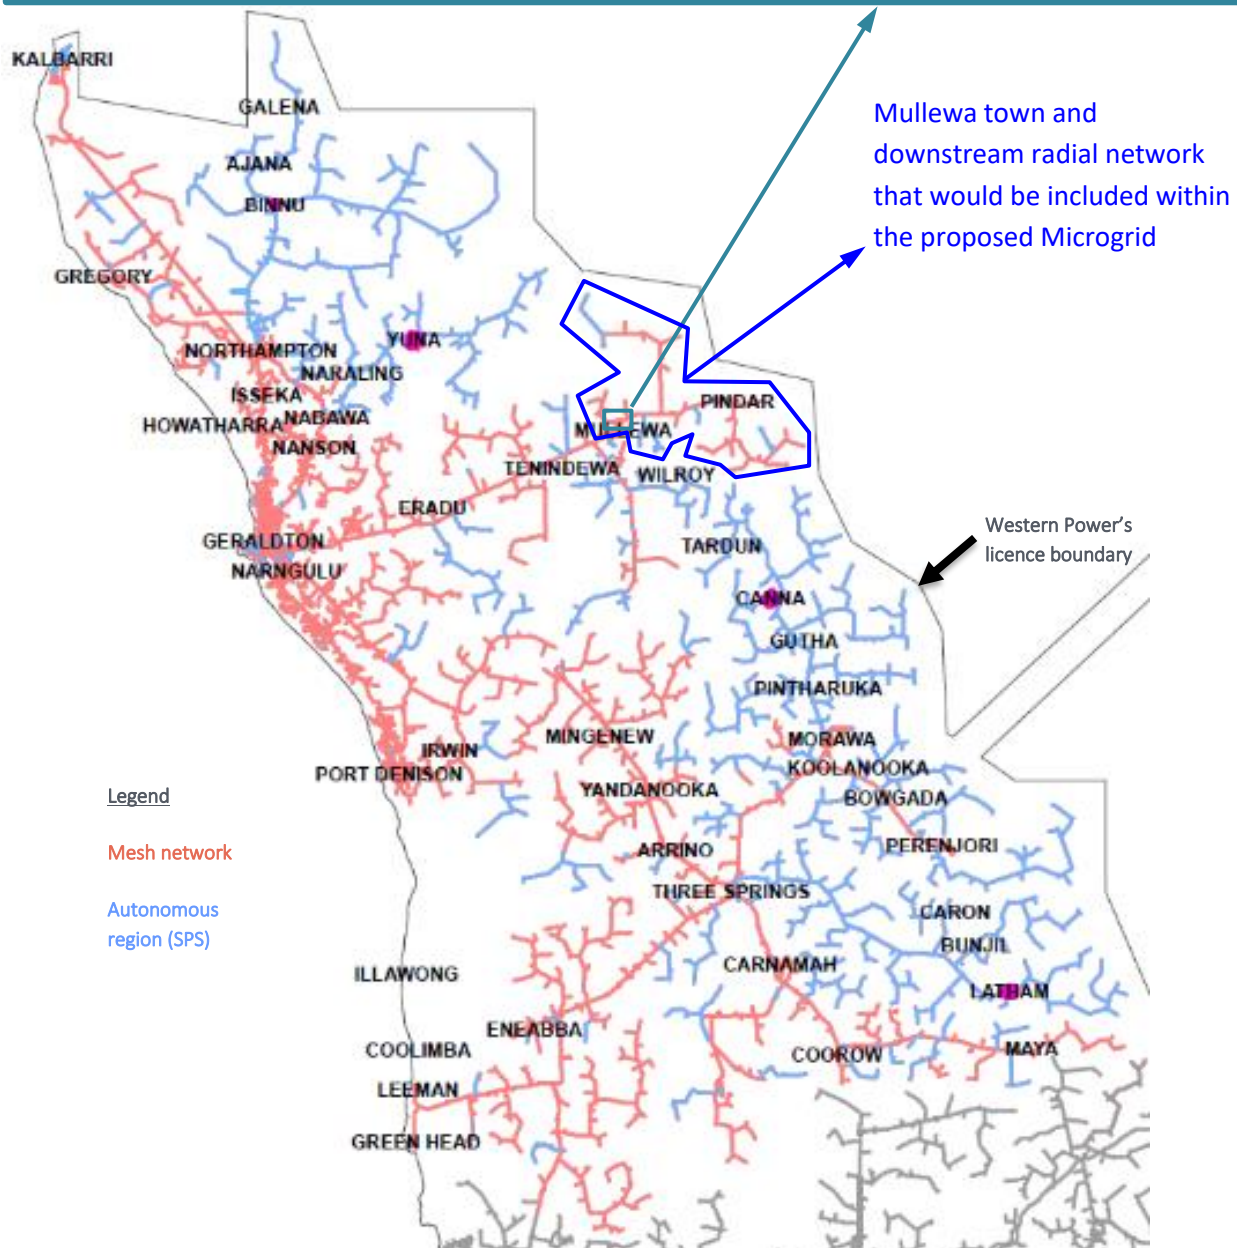 KALBARRI
GALENA
Mullewa town and
downstream radial network
that would be included within
the proposed Microgrid
AJANA
BINNU
GREGORY
YUNA
NORTHAMPTON
NARALING
ISSEKA
PINDAR
HOWATHARRA
NABAWA
MULLEWA
NANSON
TENINDEWA
WILROY
ERADU
Western Power's
licence boundary
GERALDTON
TARDUN
NARNGULU
CANNA
GUTHA
PINTHARUKA
MINGENEW
MORAWA
IRWIN
KOOLANOOKA
PORT DENISON
YANDANOOKA
BOWGADA
Legend
Mesh network
Autonomous
region (SPS)
ARRINO
PERENJORI
THREE SPRINGS
CARON
BUNJIL
CARNAMAH
ILLAWONG
LATHAM
ENEABBA
COOLIMBA
COOROW
MAYA
LEEMAN
GREEN HEAD